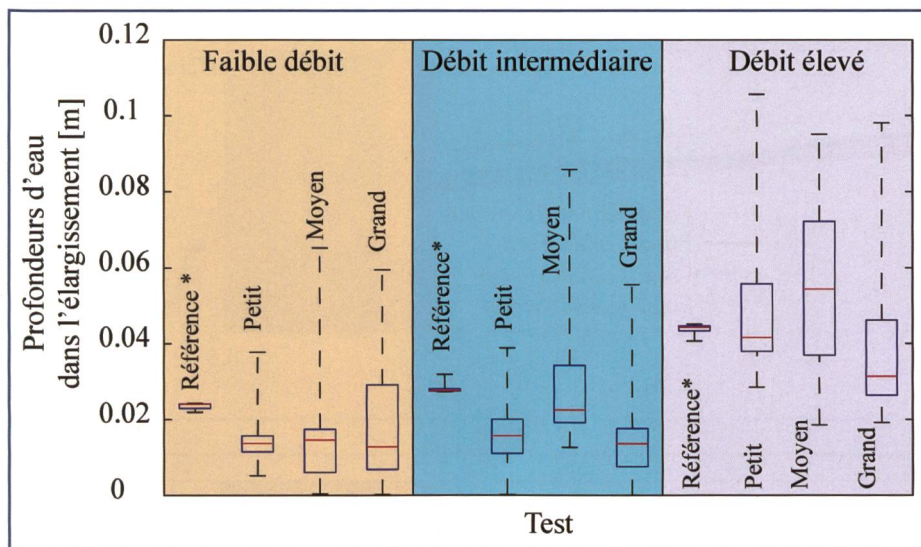 Profondeurs d'eau
dans l'élargissement [m]
0.12
0.1
0.08
0.06
0.04
0.02
0
Faible débit
Référence *
Petit
Moyen
Grand
Débit intermédiaire
Référence*
Petit
Moyen
Grand
Débit élevé
Référence*
Petit
Moyen
Grand
Test